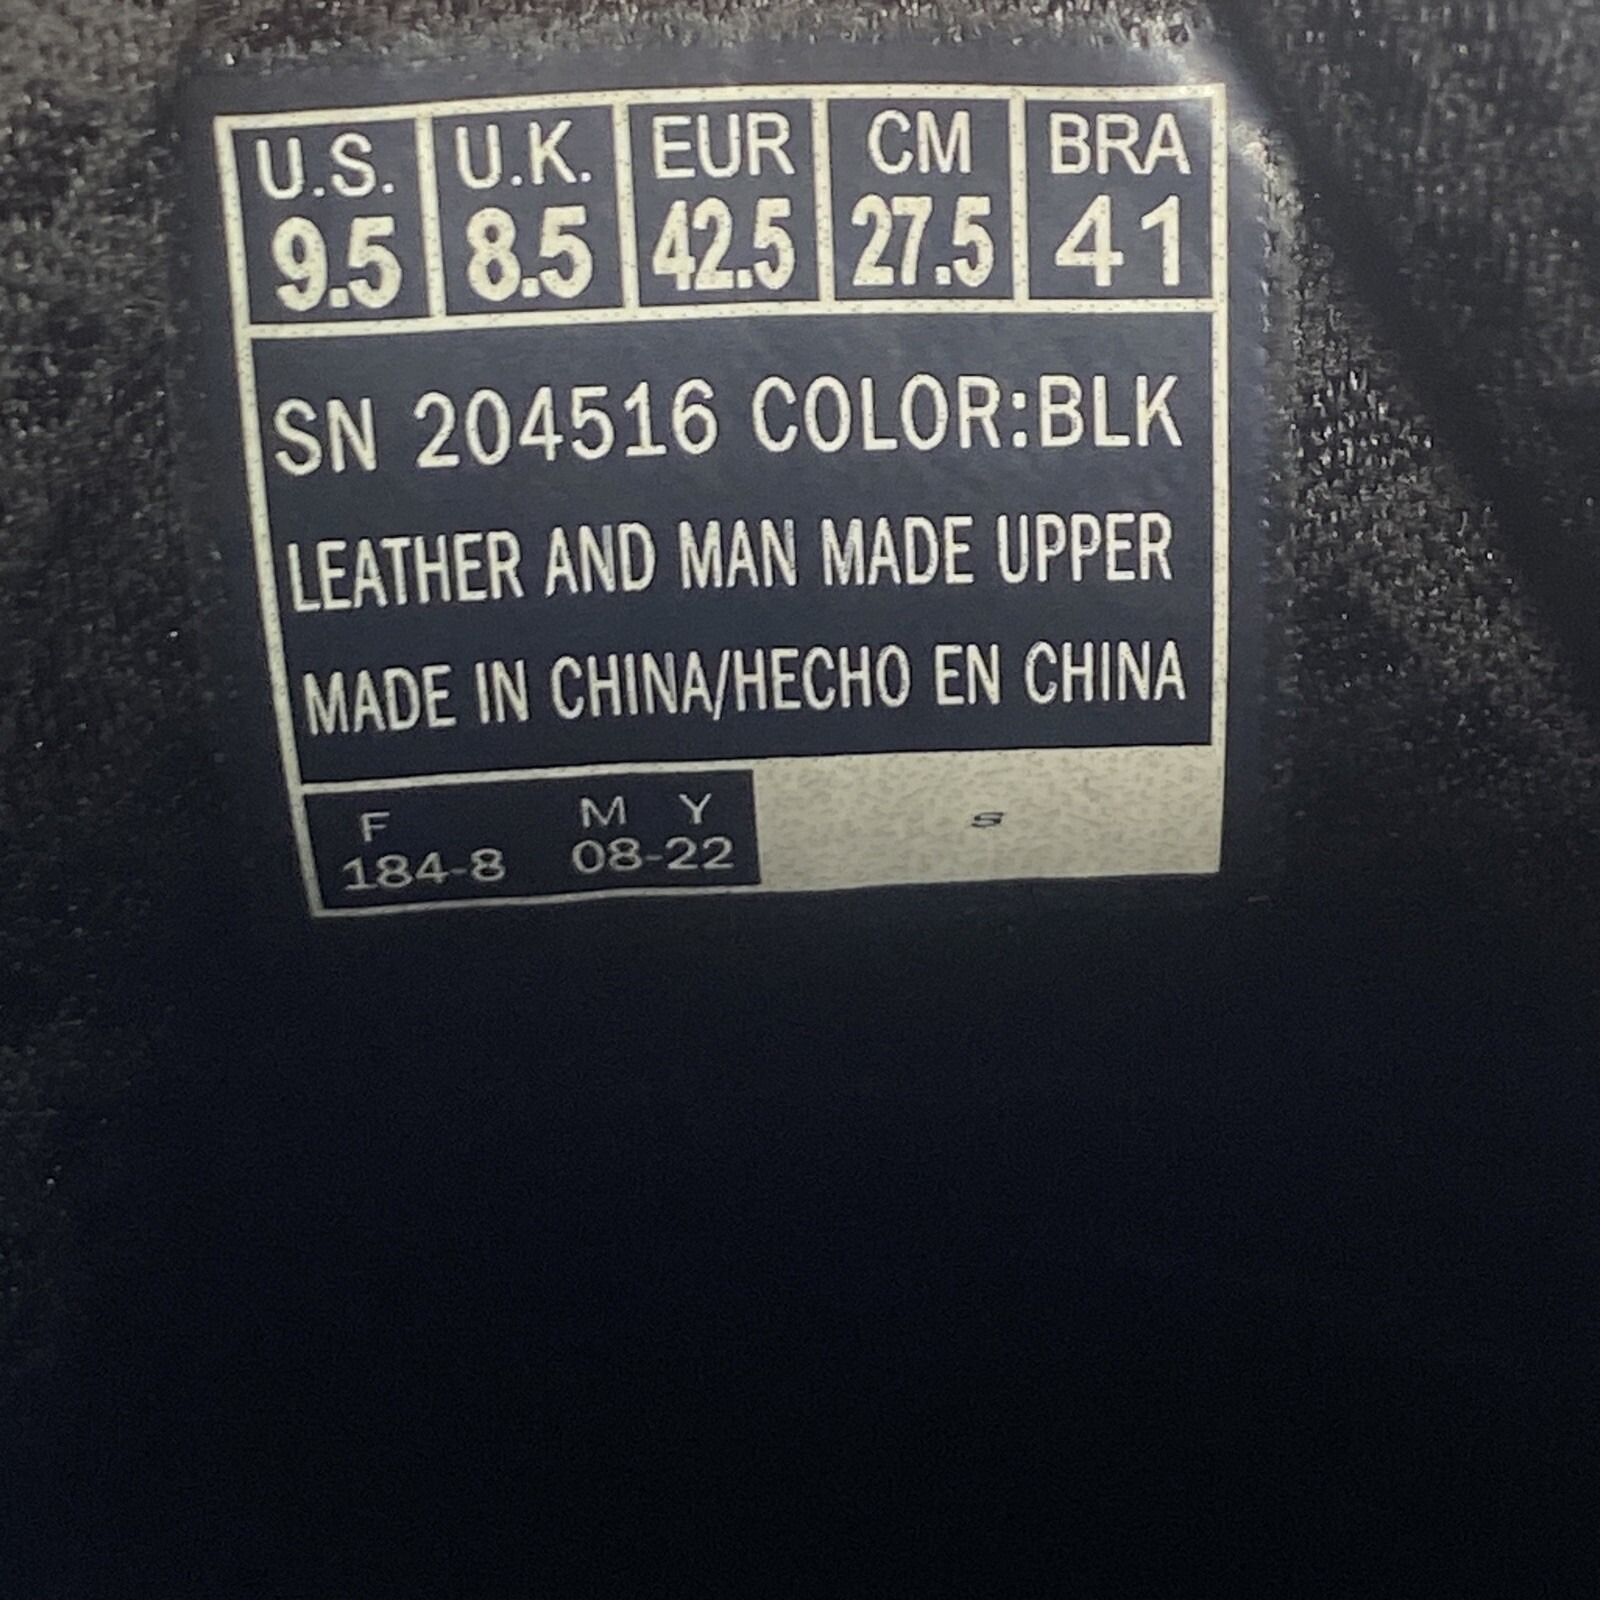 U.S. U.K. EUR CM BRA
9.5 8.5 42.5 27.5 41
SN 204516 COLOR:BLK
LEATHER AND MAN MADE UPPER
MADE IN CHINA/HECHO EN CHINA
F M Y
184-8 08-22
S